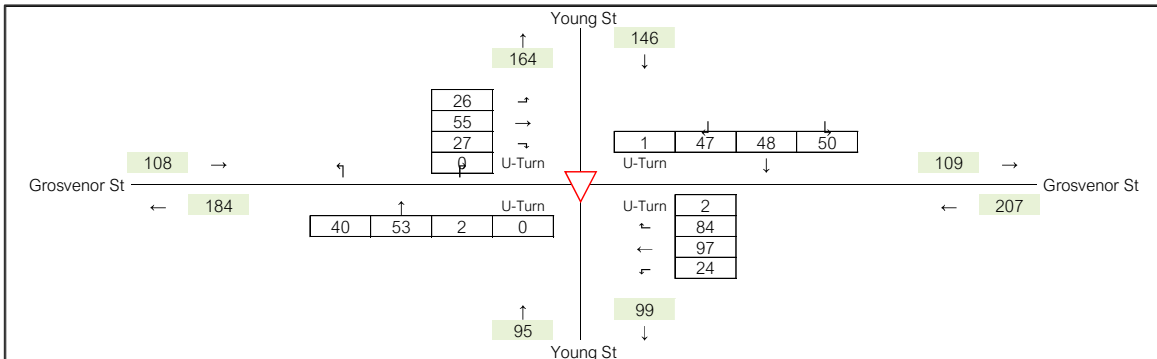 Young St
164 146
26
55
27
0 U-Turn
1 47 48 50
U-Turn
108 109
Grosvenor St Grosvenor St
184 207
U-Turn
40 53 2 0
U-Turn 2
84
97
24
95 99
Young St